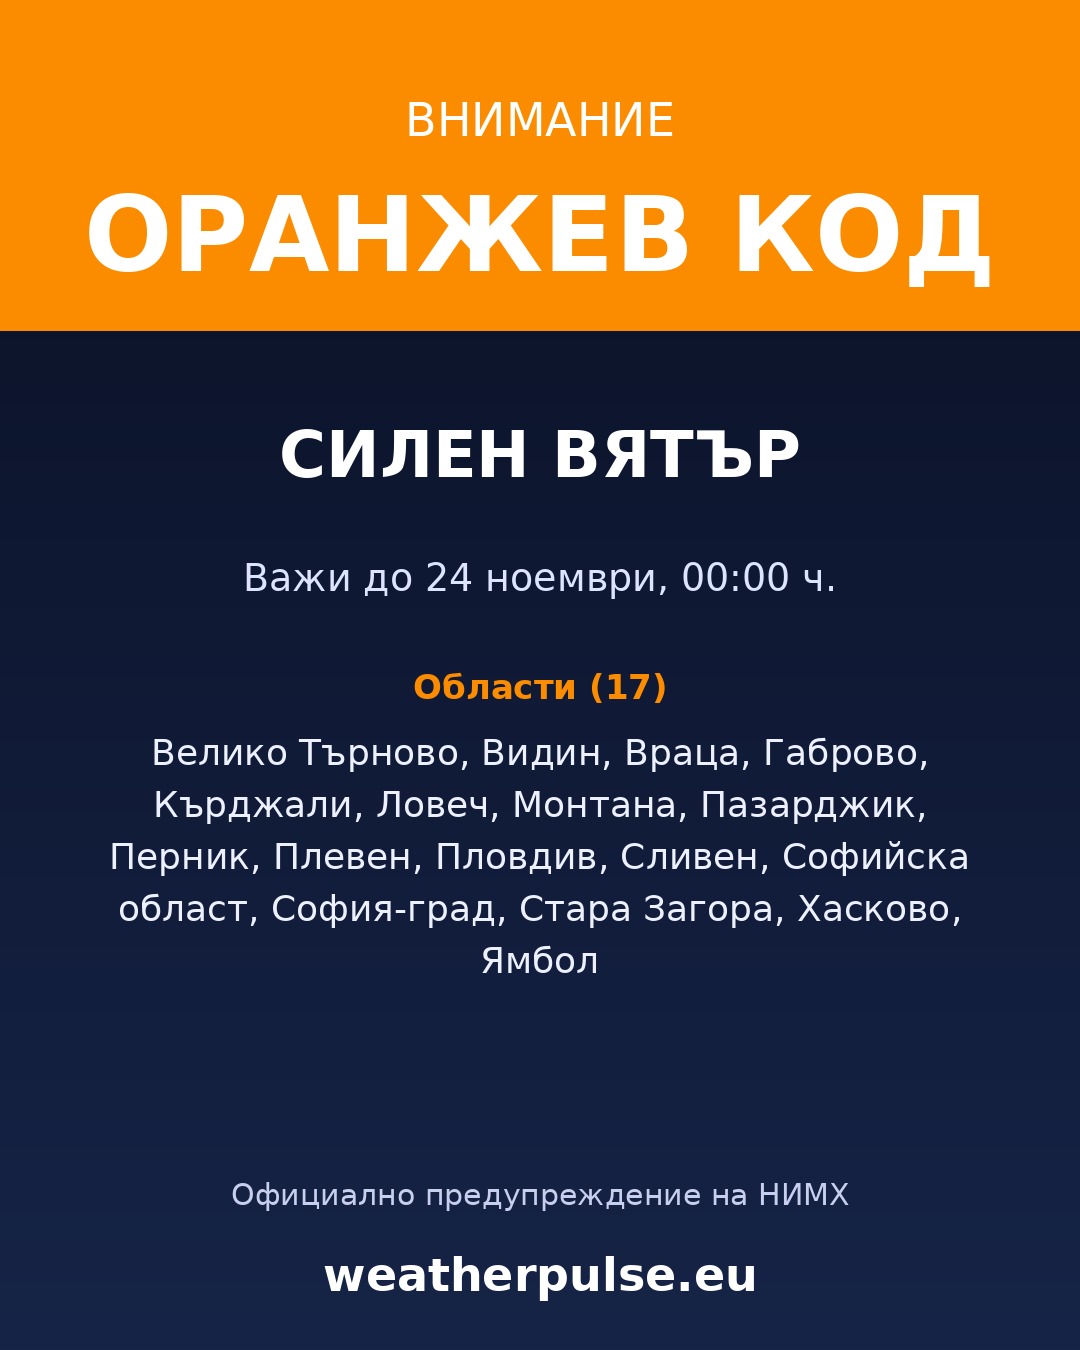 ВНИМАНИЕ
ОРАНЖЕВ КОД
СИЛЕН ВЯТЪР
Важи до 24 ноември, 00:00 ч.
Области (17)
Велико Търново, Видин, Враца, Габрово,
Кърджали, Ловеч, Монтана, Пазарджик,
Перник, Плевен, Пловдив, Сливен, Софийска
област, София-град, Стара Загора, Хасково,
Ямбол
Официално предупреждение на НИМХ
weatherpulse.eu